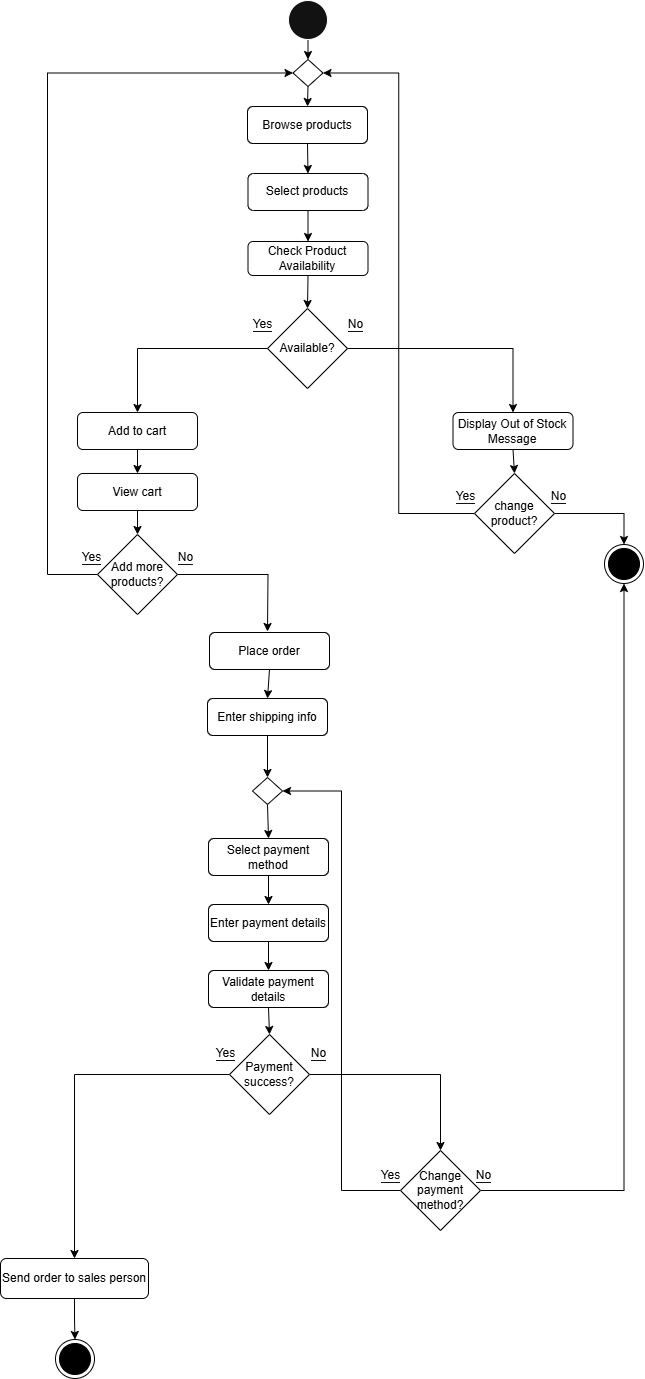 Browse products
Select products
Check Product
Availability
Yes
No
Available?
Add to cart
Display Out of Stock
Message
View cart
Yes
No
change
product?
Yes
No
Add more
products?
Place order
Enter shipping info
Select payment
method
Enter payment details
Validate payment
details
Yes
No
Payment
success?
Yes
No
Change
payment
method?
Send order to sales person